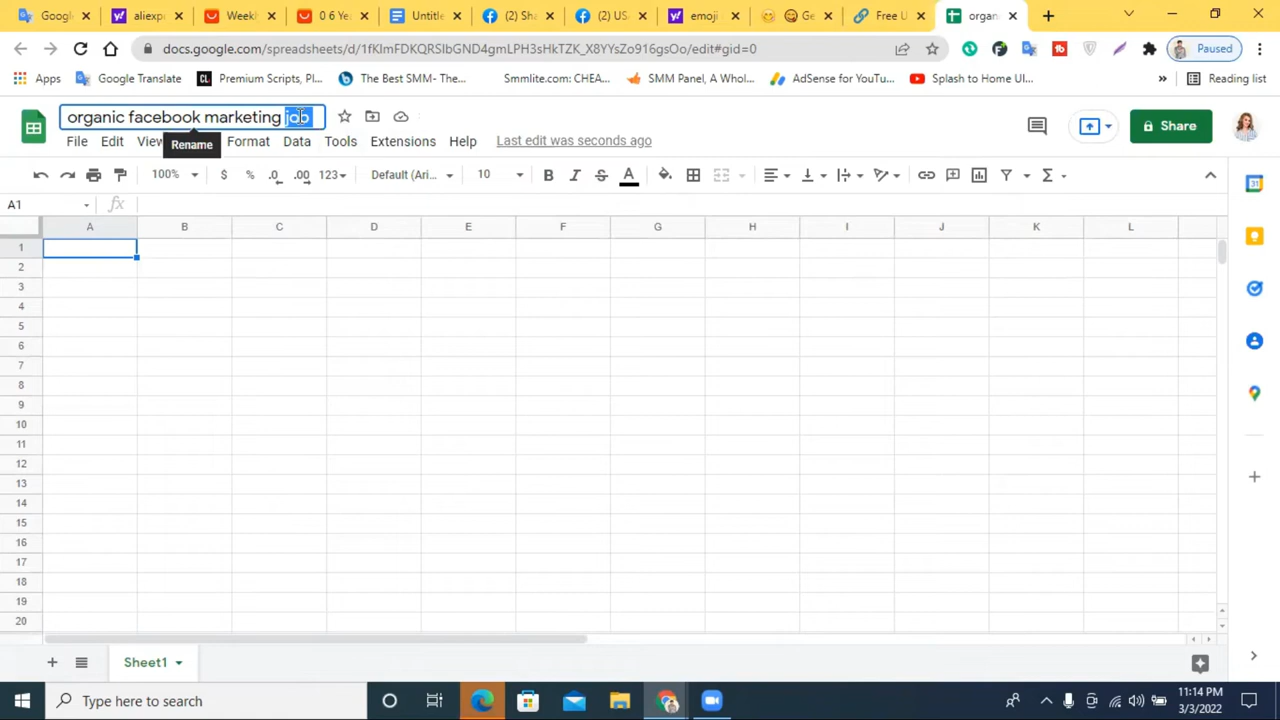 Google
aliexpr
Weekl
0 6 Ye
Untitle
(2) Sha
(2) US
emoji
Ge
Free U
organ
docs.google.com/spreadsheets/d/1fKImFDKQRSIbGND4gmLPH3sHkTZK_X8YYsZo916gsOo/edit#gid=0
Paused
Apps
Google Translate
Premium Scripts, Pl...
The Best SMM- The...
Smmlite.com: CHEA...
SMM Panel, A Whol...
AdSense for YouTu...
Splash to Home UI...
»
Reading list
organic facebook marketing job
Share
File Edit View Format Data Tools Extensions Help Last edit was seconds ago
Rename
100% $ % .0 .00 123 Default (Ari... 10 B I S A Σ
A1 fx
A B C D E F G H I J K L
1
2
3
4
5
6
7
8
9
10
11
12
13
14
15
16
17
18
19
20
Sheet1
Type here to search
11:14 PM
3/3/2022